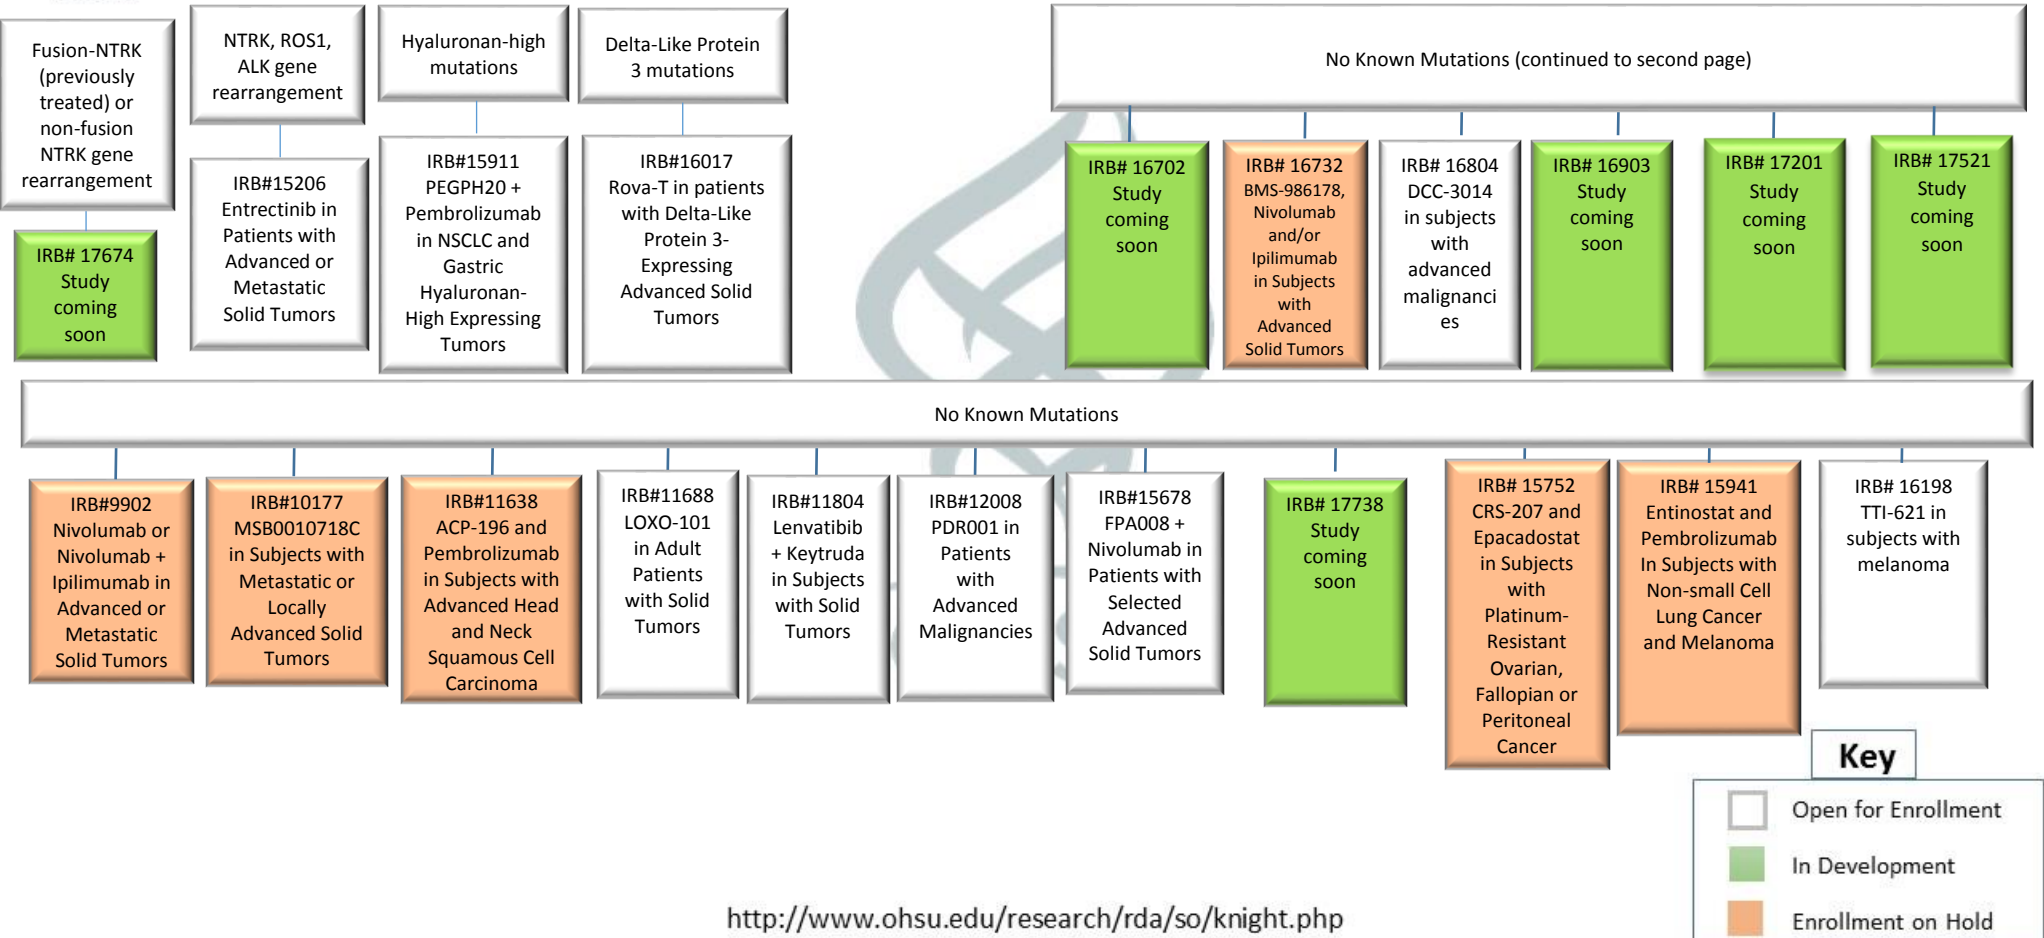 Fusion-NTRK
(previously
treated) or
non-fusion
NTRK gene
rearrangement
NTRK, ROS1,
ALK gene
rearrangement
Hyaluronan-high
mutations
Delta-Like Protein
3 mutations
No Known Mutations (continued to second page)
IRB# 17674
Study
coming
soon
IRB#15206
Entrectinib in
Patients with
Advanced or
Metastatic
Solid Tumors
IRB#15911
PEGPH20 +
Pembrolizumab
in NSCLC and
Gastric
Hyaluronan-
High Expressing
Tumors
IRB#16017
Rova-T in patients
with Delta-Like
Protein 3-
Expressing
Advanced Solid
Tumors
IRB# 16702
Study
coming
soon
IRB# 16732
BMS-986178,
Nivolumab
and/or
Ipilimumab
in Subjects
with
Advanced
Solid Tumors
IRB# 16804
DCC-3014
in subjects
with
advanced
malignanci
es
IRB# 16903
Study
coming
soon
IRB# 17201
Study
coming
soon
IRB# 17521
Study
coming
soon
No Known Mutations
IRB#9902
Nivolumab or
Nivolumab +
Ipilimumab in
Advanced or
Metastatic
Solid Tumors
IRB#10177
MSB0010718C
in Subjects with
Metastatic or
Locally
Advanced Solid
Tumors
IRB#11638
ACP-196 and
Pembrolizumab
in Subjects with
Advanced Head
and Neck
Squamous Cell
Carcinoma
IRB#11688
LOXO-101
in Adult
Patients
with Solid
Tumors
IRB#11804
Lenvatibib
+ Keytruda
in Subjects
with Solid
Tumors
IRB#12008
PDR001 in
Patients
with
Advanced
Malignancies
IRB#15678
FPA008 +
Nivolumab in
Patients with
Selected
Advanced
Solid Tumors
IRB# 17738
Study
coming
soon
IRB# 15752
CRS-207 and
Epacadostat
in Subjects
with
Platinum-
Resistant
Ovarian,
Fallopian or
Peritoneal
Cancer
IRB# 15941
Entinostat and
Pembrolizumab
In Subjects with
Non-small Cell
Lung Cancer
and Melanoma
IRB# 16198
TTI-621 in
subjects with
melanoma
Key
Open for Enrollment
In Development
Enrollment on Hold
http://www.ohsu.edu/research/rda/so/knight.php